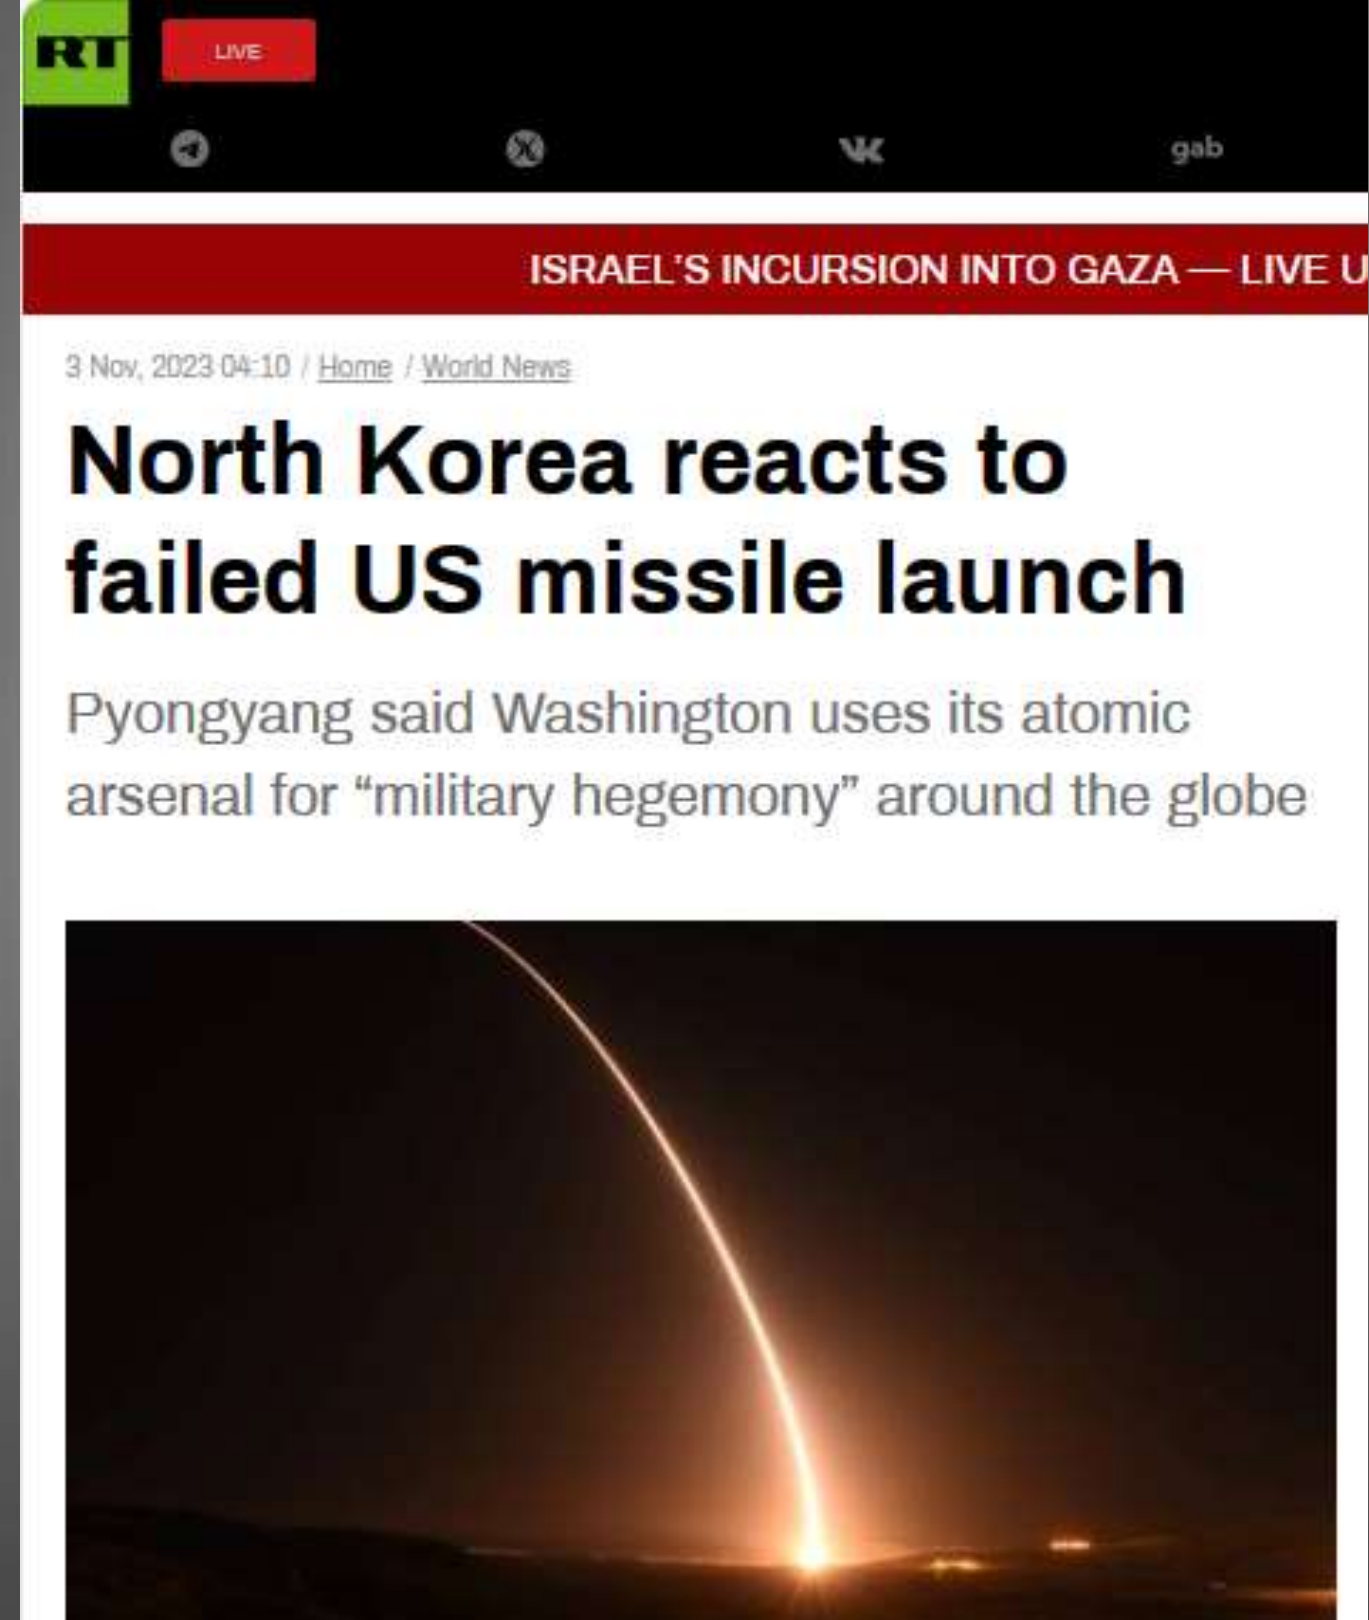 RT
LIVE
gab
ISRAEL'S INCURSION INTO GAZA — LIVE U
3 Nov, 2023 04:10 / Home / World News
North Korea reacts to
failed US missile launch
Pyongyang said Washington uses its atomic
arsenal for “military hegemony” around the globe